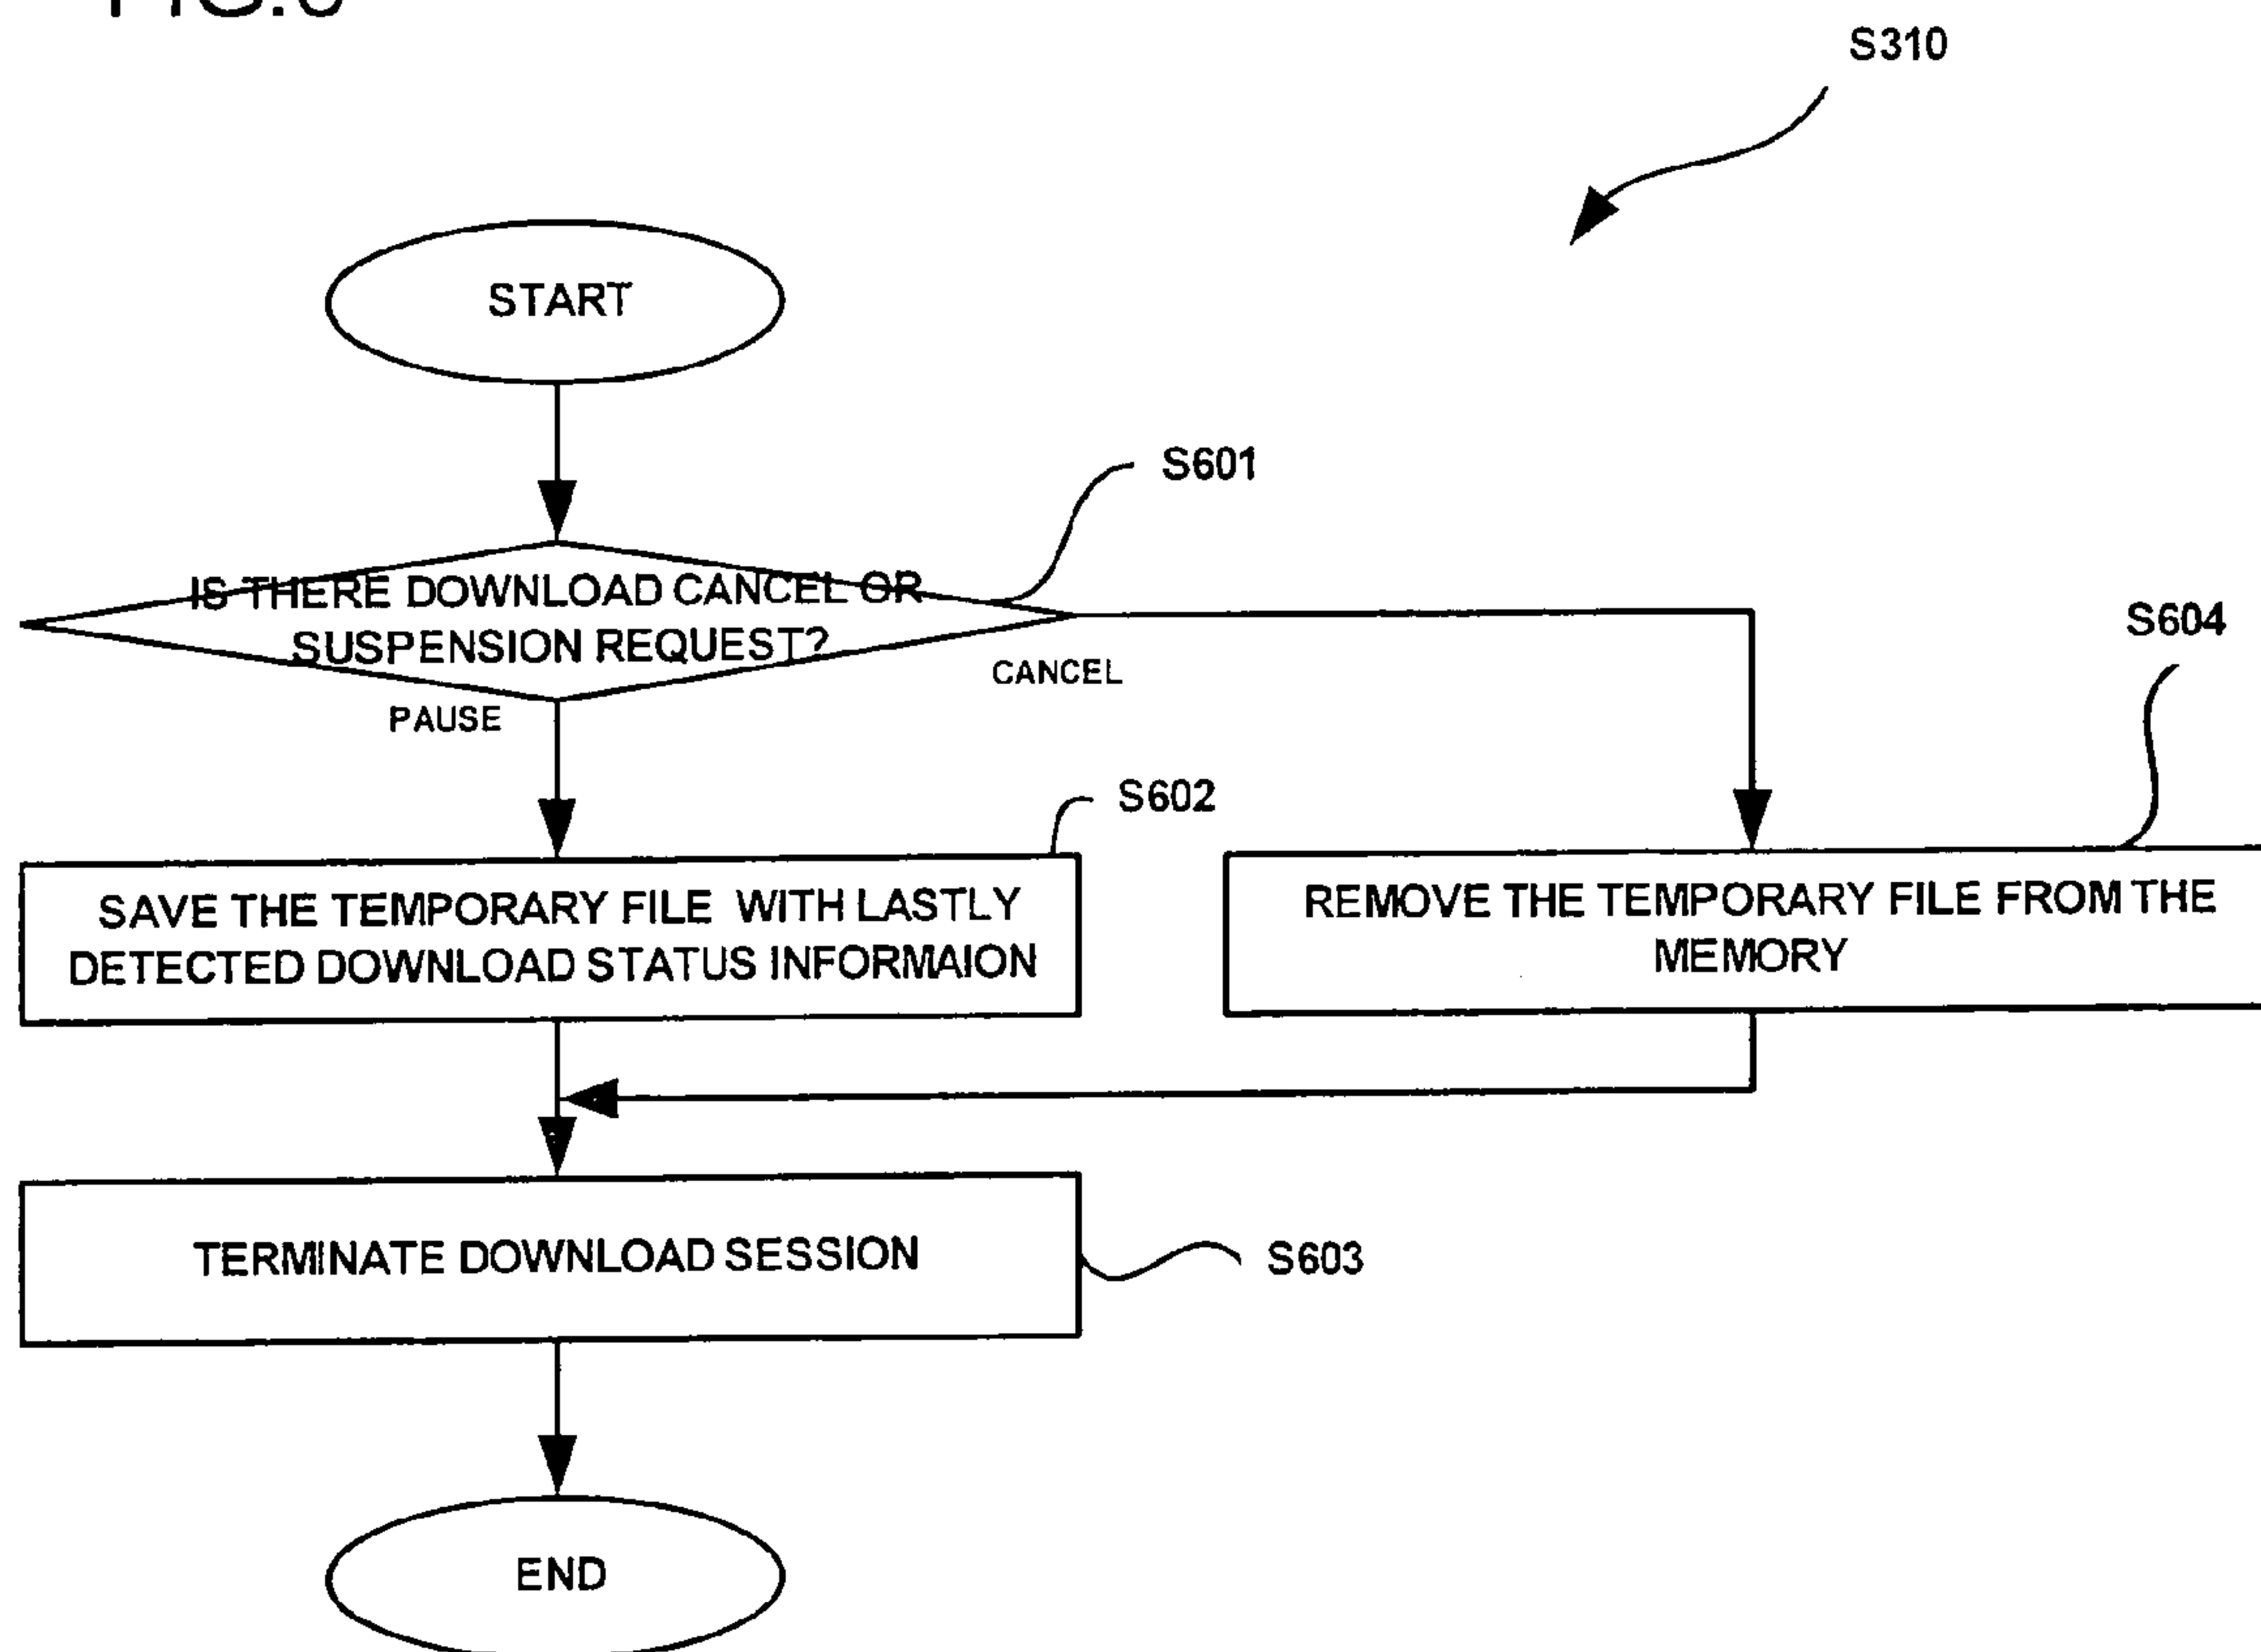 S310
START
S601
IS THERE DOWNLOAD CANCEL OR
SUSPENSION REQUEST?
CANCEL
PAUSE
S604
S602
SAVE THE TEMPORARY FILE WITH LASTLY
DETECTED DOWNLOAD STATUS INFORMAION
REMOVE THE TEMPORARY FILE FROM THE
MEMORY
TERMINATE DOWNLOAD SESSION
S603
END